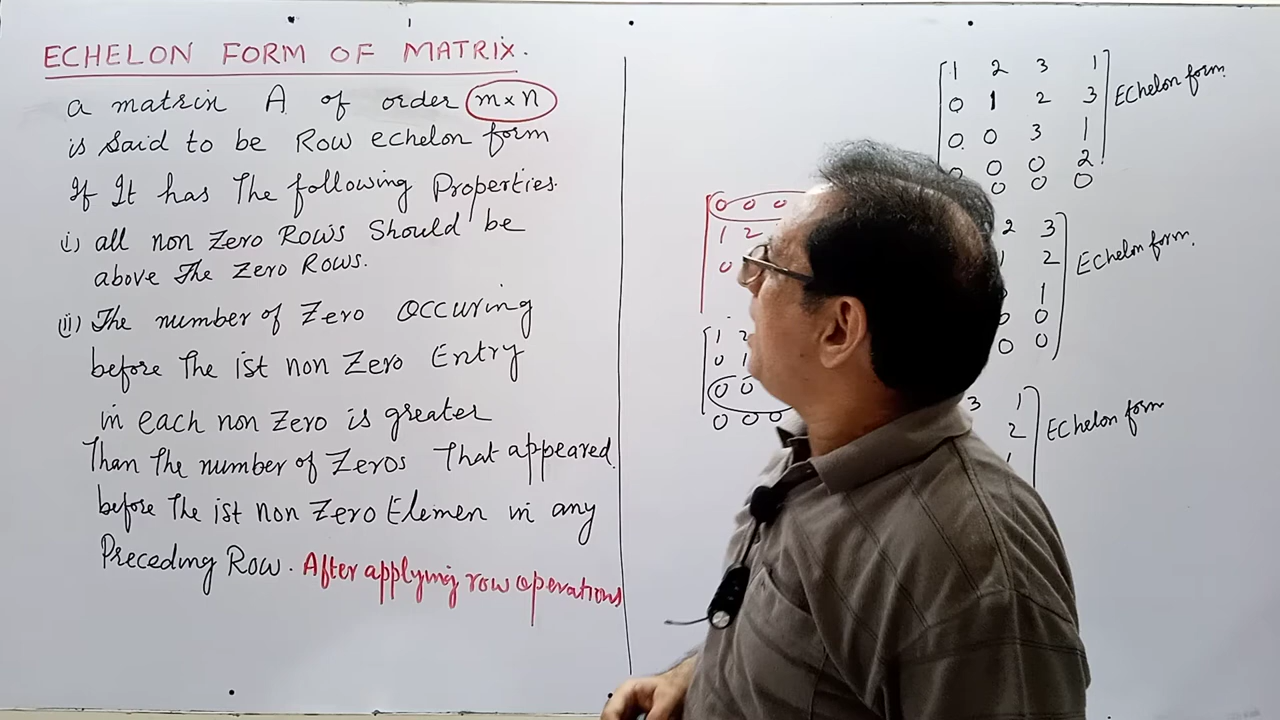 ECHELON FORM OF MATRIX.
a matrix A of order m×n
is said to be Row echelon form
If It has The following Properties.
(i) all non Zero Rows Should be
above The Zero Rows.
(ii) The number of Zero Occuring
before The ist non Zero Entry
in each non Zero is greater
Than The number of Zeros That appeared
before The ist non Zero Elemen in any
Preceding Row. After applying row operations
0 0 0
1 2
0
1 2
0 1
0 0
0 0 0
1 2 3 1
0 1 2 3 Echelon form
0 0 3 1
0 0 0 2
0 0 0
2 3
1 2 Echelon form
1
0 0
0 0
3 1
2 Echelon form